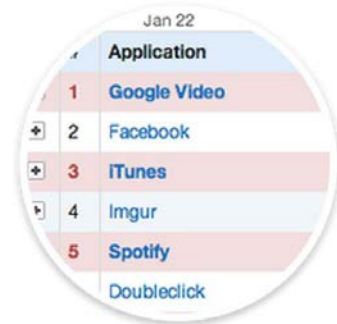 Jan 22
Application
1 Google Video
2 Facebook
3 iTunes
4 Imgur
5 Spotify
Doubleclick